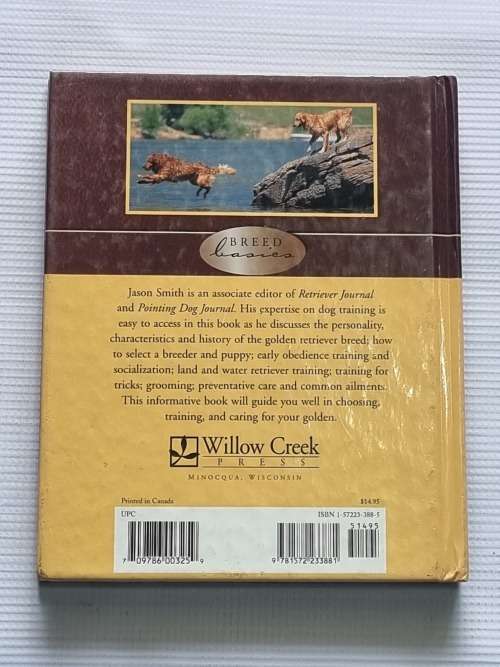 BREED
basics
Jason Smith is an associate editor of Retriever Journal
and Pointing Dog Journal. His expertise on dog training is
easy to access in this book as he discusses the personality,
characteristics and history of the golden retriever breed; how
to select a breeder and puppy; early obedience training and
socialization; land and water retriever training; training for
tricks; grooming; preventative care and common ailments.
This informative book will guide you well in choosing,
training, and caring for your golden.
Willow Creek
PRESS
MINOCQUA, WISCONSIN
Printed in Canada $14.95
UPC ISBN 1-57223-388-5
51495
7 09786 00325 9 9 781572 233881